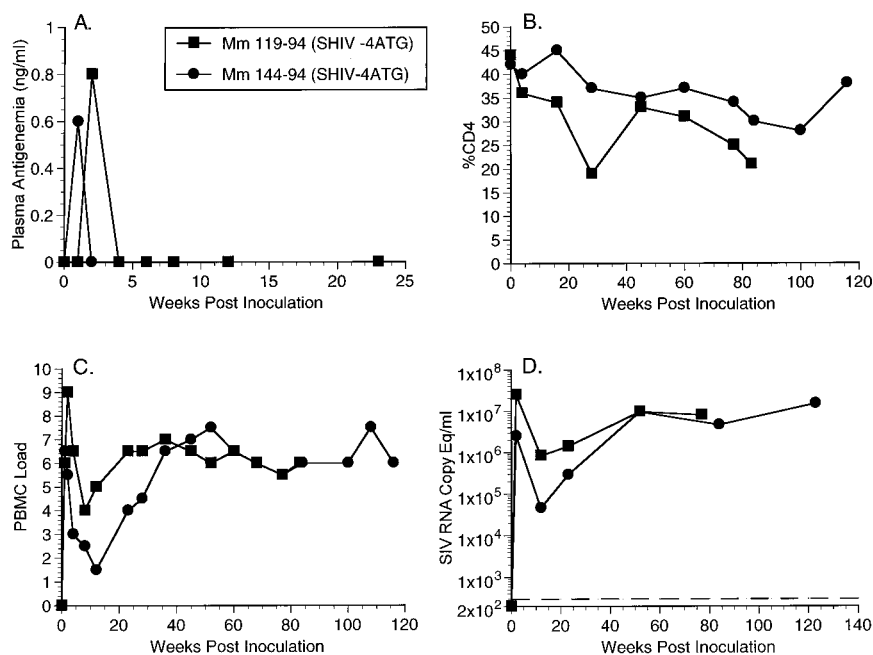 A.
Mm 119-94 (SHIV -4ATG)
Mm 144-94 (SHIV-4ATG)
Plasma Antigenemia (ng/ml)
1
0.8
0.6
0.4
0.2
0
0 5 10 15 20 25
Weeks Post Inoculation
B.
%CD4
50
45
40
35
30
25
20
15
10
5
0
0 20 40 60 80 100 120
Weeks Post Inoculation
C.
PBMC Load
10
9
8
7
6
5
4
3
2
1
0
0 20 40 60 80 100 120
Weeks Post Inoculation
D.
SIV RNA Copy Eq/ml
1x10⁸
1x10⁷
1x10⁶
1x10⁵
1x10⁴
1x10³
2x10²
0 20 40 60 80 100 120 140
Weeks Post Inoculation